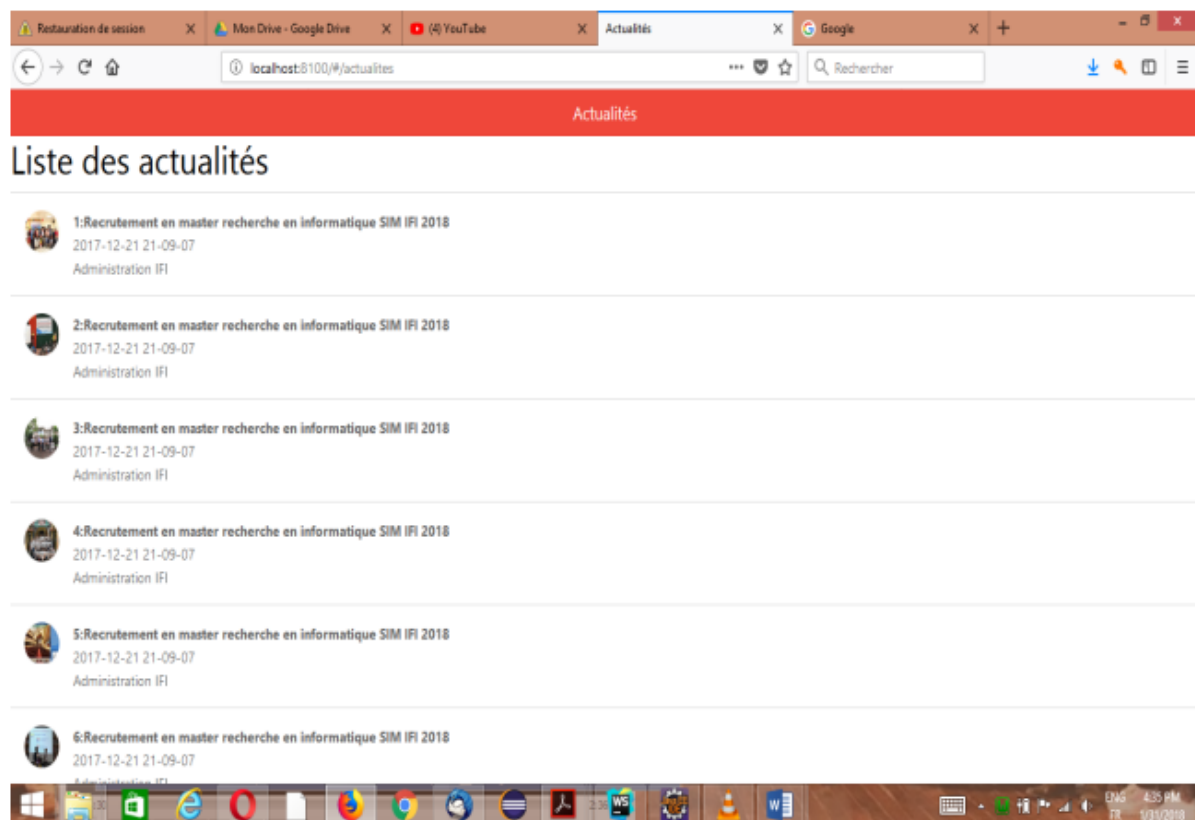 Restauration de session
Mon Drive - Google Drive
(4) YouTube
Actualités
Google
localhost:8100/#/actualites
Rechercher
Actualités
Liste des actualités
1:Recrutement en master recherche en informatique SIM IFI 2018
2017-12-21 21-09-07
Administration IFI
2:Recrutement en master recherche en informatique SIM IFI 2018
2017-12-21 21-09-07
Administration IFI
3:Recrutement en master recherche en informatique SIM IFI 2018
2017-12-21 21-09-07
Administration IFI
4:Recrutement en master recherche en informatique SIM IFI 2018
2017-12-21 21-09-07
Administration IFI
5:Recrutement en master recherche en informatique SIM IFI 2018
2017-12-21 21-09-07
Administration IFI
6:Recrutement en master recherche en informatique SIM IFI 2018
2017-12-21 21-09-07
Administration IFI
WS
ENG 4:35 PM
FR 1/31/2018